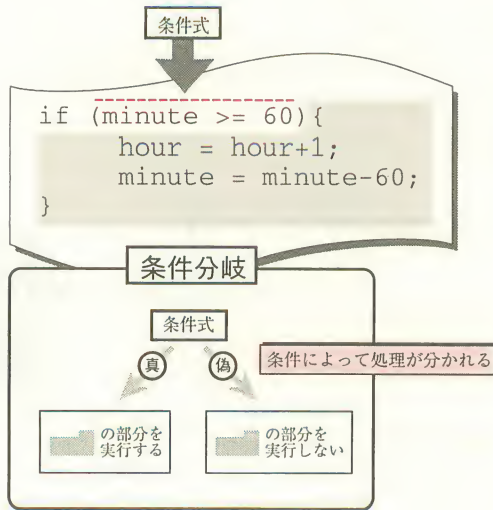 条件式
if (minute >= 60){
hour = hour+1;
minute = minute-60;
}
条件分岐
条件式
真 偽
条件によって処理が分かれる
の部分を
実行する
の部分を
実行しない